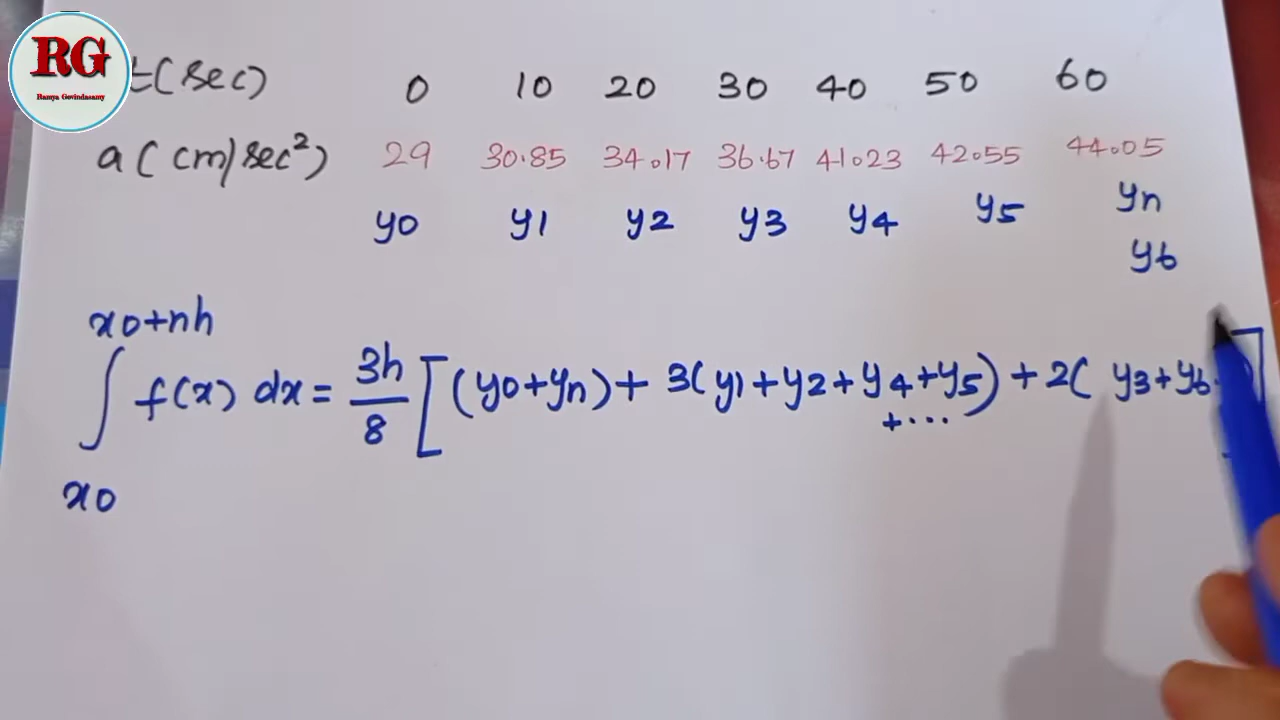 RG
Ramya Govindasamy
t(sec) 0 10 20 30 40 50 60
a(cm/sec²) 29 30.85 34.17 36.67 41.23 42.55 44.05
y0 y1 y2 y3 y4 y5 yn
y6
x0+nh
∫ f(x) dx = 3h/8 [(y0+yn)+ 3(y1+y2+y4+y5) + 2( y3+y6
+...
x0